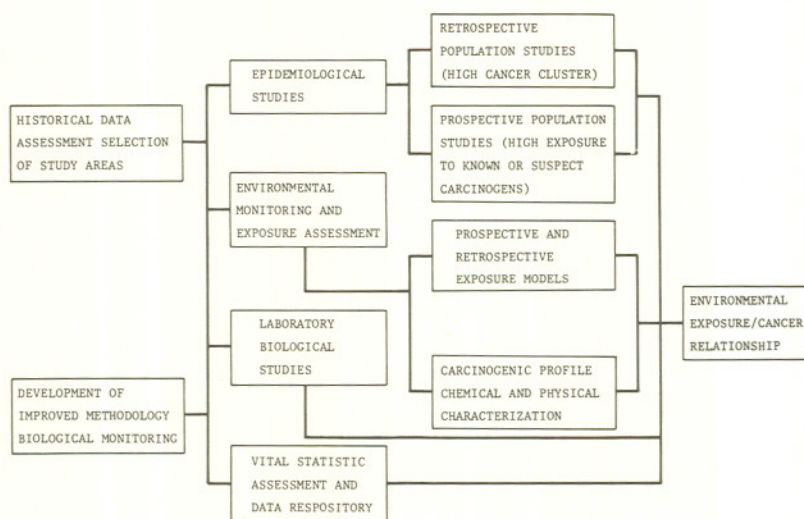 HISTORICAL DATA
ASSESSMENT SELECTION
OF STUDY AREAS
DEVELOPMENT OF
IMPROVED METHODOLOGY
BIOLOGICAL MONITORING
EPIDEMIOLOGICAL
STUDIES
ENVIRONMENTAL
MONITORING AND
EXPOSURE ASSESSMENT
LABORATORY
BIOLOGICAL
STUDIES
VITAL STATISTIC
ASSESSMENT AND
DATA RESPOSITORY
RETROSPECTIVE
POPULATION STUDIES
(HIGH CANCER CLUSTER)
PROSPECTIVE POPULATION
STUDIES (HIGH EXPOSURE
TO KNOWN OR SUSPECT
CARCINOGENS)
PROSPECTIVE AND
RETROSPECTIVE
EXPOSURE MODELS
CARCINOGENIC PROFILE
CHEMICAL AND PHYSICAL
CHARACTERIZATION
ENVIRONMENTAL
EXPOSURE/CANCER
RELATIONSHIP